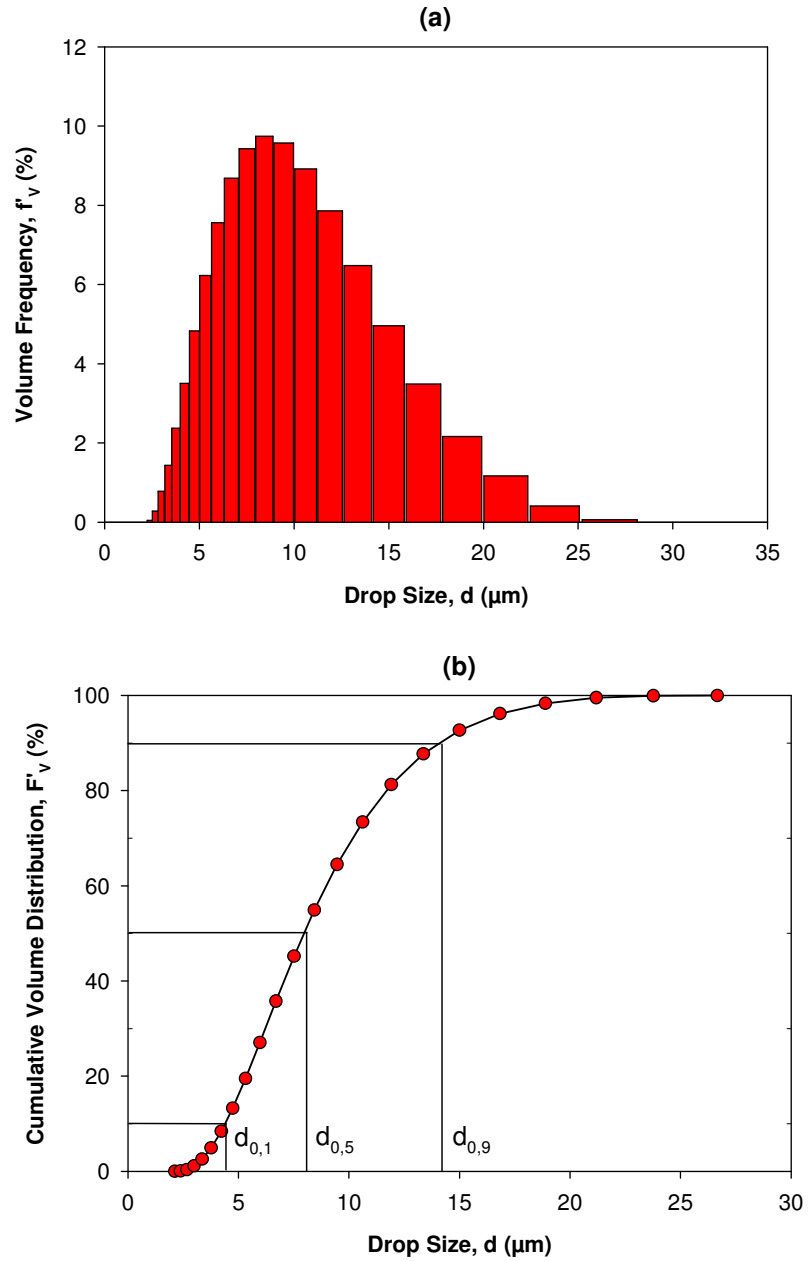 (a)
Volume Frequency, f'V (%)
12
10
8
6
4
2
0
0 5 10 15 20 25 30 35
Drop Size, d (µm)
(b)
Cumulative Volume Distribution, F'V (%)
100
80
60
40
20
0
d0,1 d0,5 d0,9
0 5 10 15 20 25 30
Drop Size, d (µm)